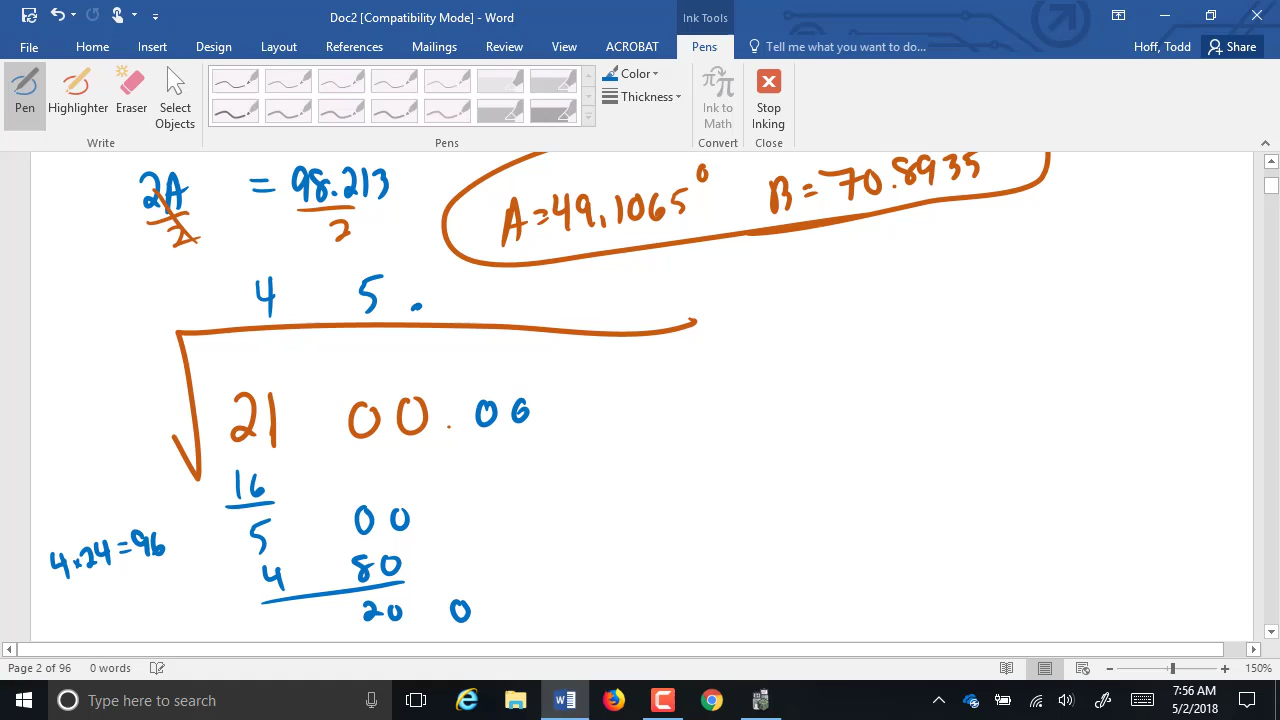 Doc2 [Compatibility Mode] - Word
Ink Tools
File Home Insert Design Layout References Mailings Review View ACROBAT Pens Tell me what you want to do... Hoff, Todd Share
Pen Highlighter Eraser Select Objects
Color
Thickness
Ink to Math
Stop Inking
Write Pens Convert Close
2A = 98.213
2 2
A=49.1065° B=70.8935
4 5 .
√ 21 00 . 00
16
5 00
4×24=96
4 80
20 0
Page 2 of 96 0 words 150%
Type here to search
7:56 AM
5/2/2018